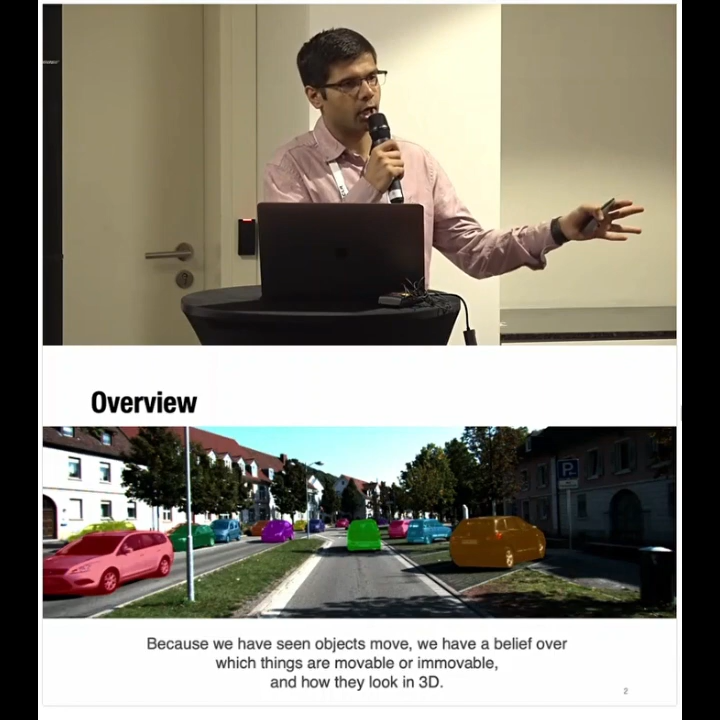 Overview
P
Because we have seen objects move, we have a belief over
which things are movable or immovable,
and how they look in 3D.
2